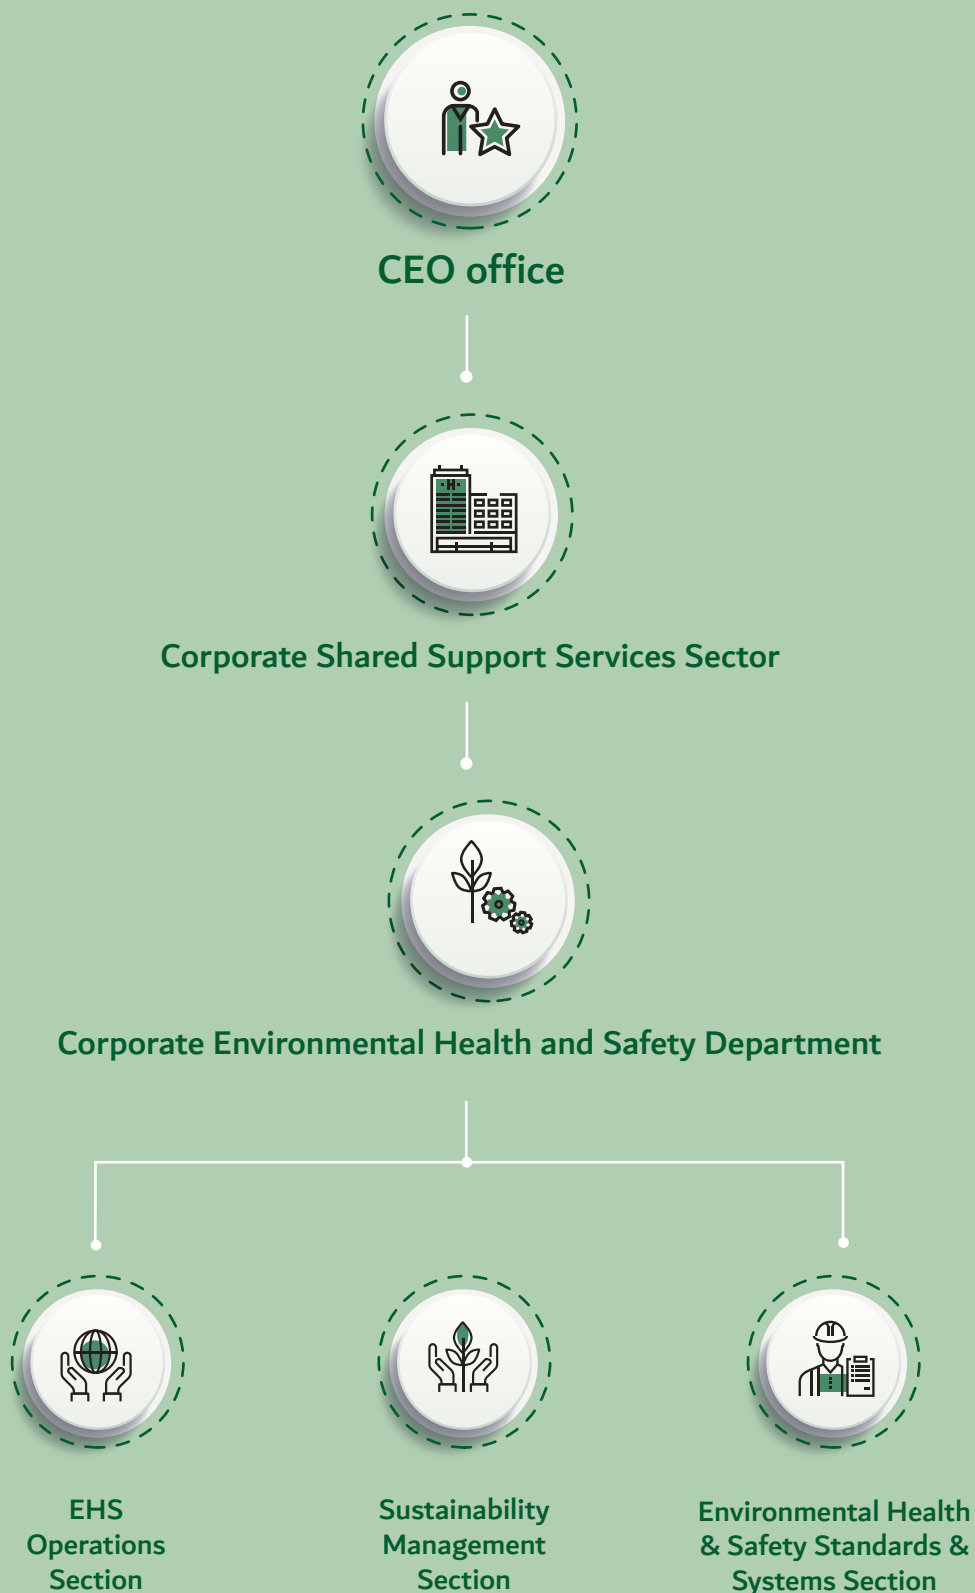 CEO office
Corporate Shared Support Services Sector
Corporate Environmental Health and Safety Department
EHS
Operations
Section
Sustainability
Management
Section
Environmental Health
& Safety Standards &
Systems Section